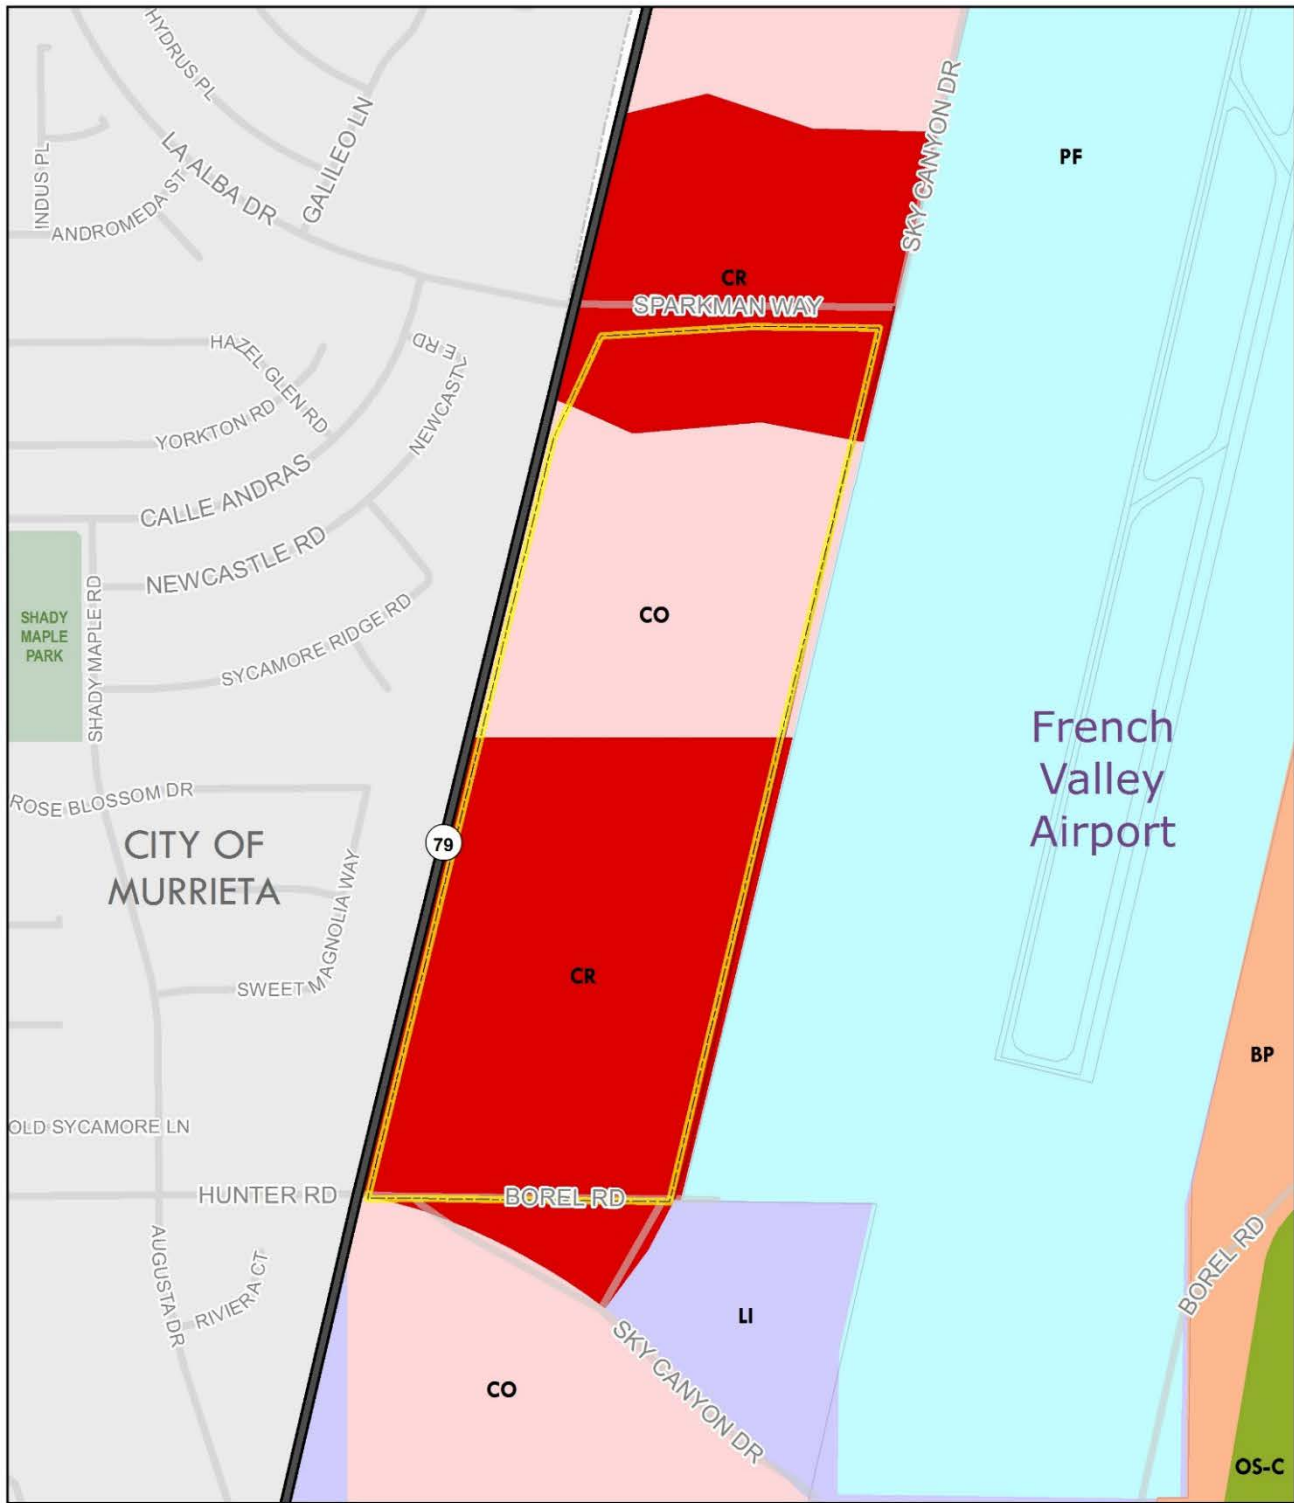 HYDRUS PL
GALILEO LN
LA ALBA DR
INDUS PL
ANDROMEDA ST
SKY CANYON DR
PF
CR
SPARKMAN WAY
HAZEL GLEN RD
NEWCASTLE RD
YORKTON RD
CALLE ANDRAS
NEWCASTLE RD
SHADY
MAPLE
PARK
SHADY MAPLE RD
SYCAMORE RIDGE RD
CO
French
Valley
Airport
ROSE BLOSSOM DR
CITY OF
MURRIETA
79
SWEET MAGNOLIA WAY
CR
BP
OLD SYCAMORE LN
HUNTER RD
BOREL RD
AUGUSTA DR
RIVIERA CT
BOREL RD
LI
SKY CANYON DR
CO
OS-C